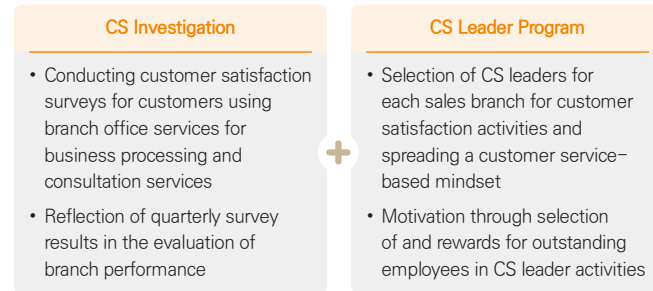 CS Investigation
• Conducting customer satisfaction
surveys for customers using
branch office services for
business processing and
consultation services
• Reflection of quarterly survey
results in the evaluation of
branch performance
+
CS Leader Program
• Selection of CS leaders for
each sales branch for customer
satisfaction activities and
spreading a customer service-
based mindset
• Motivation through selection
of and rewards for outstanding
employees in CS leader activities